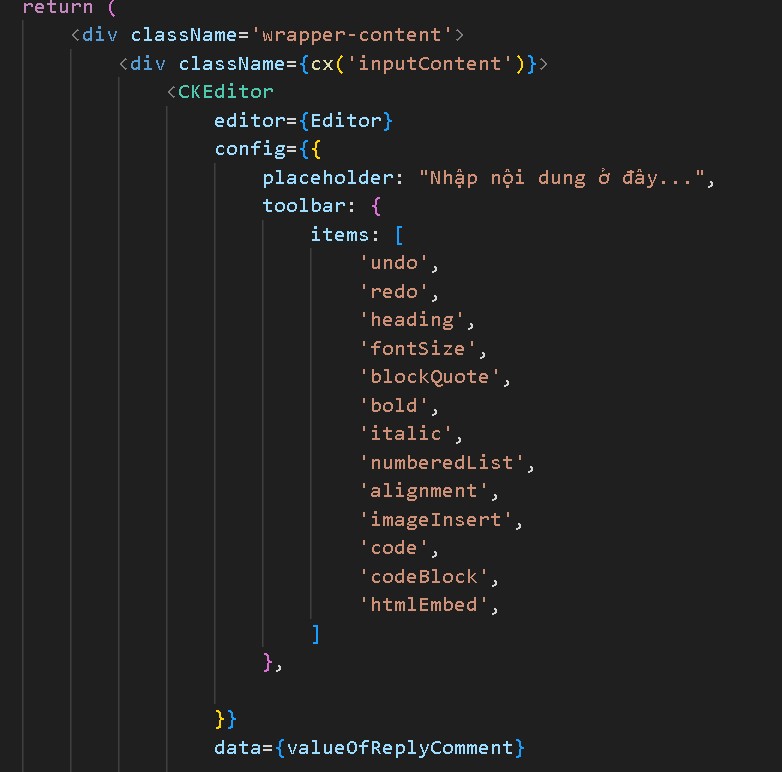 return (
<div className='wrapper-content'>
<div className={cx('inputContent')}>
<CKEditor
editor={Editor}
config={{
placeholder: "Nhập nội dung ở đây...",
toolbar: {
items: [
'undo',
'redo',
'heading',
'fontSize',
'blockQuote',
'bold',
'italic',
'numberedList',
'alignment',
'imageInsert',
'code',
'codeBlock',
'htmlEmbed',
]
},
}}
data={valueOfReplyComment}